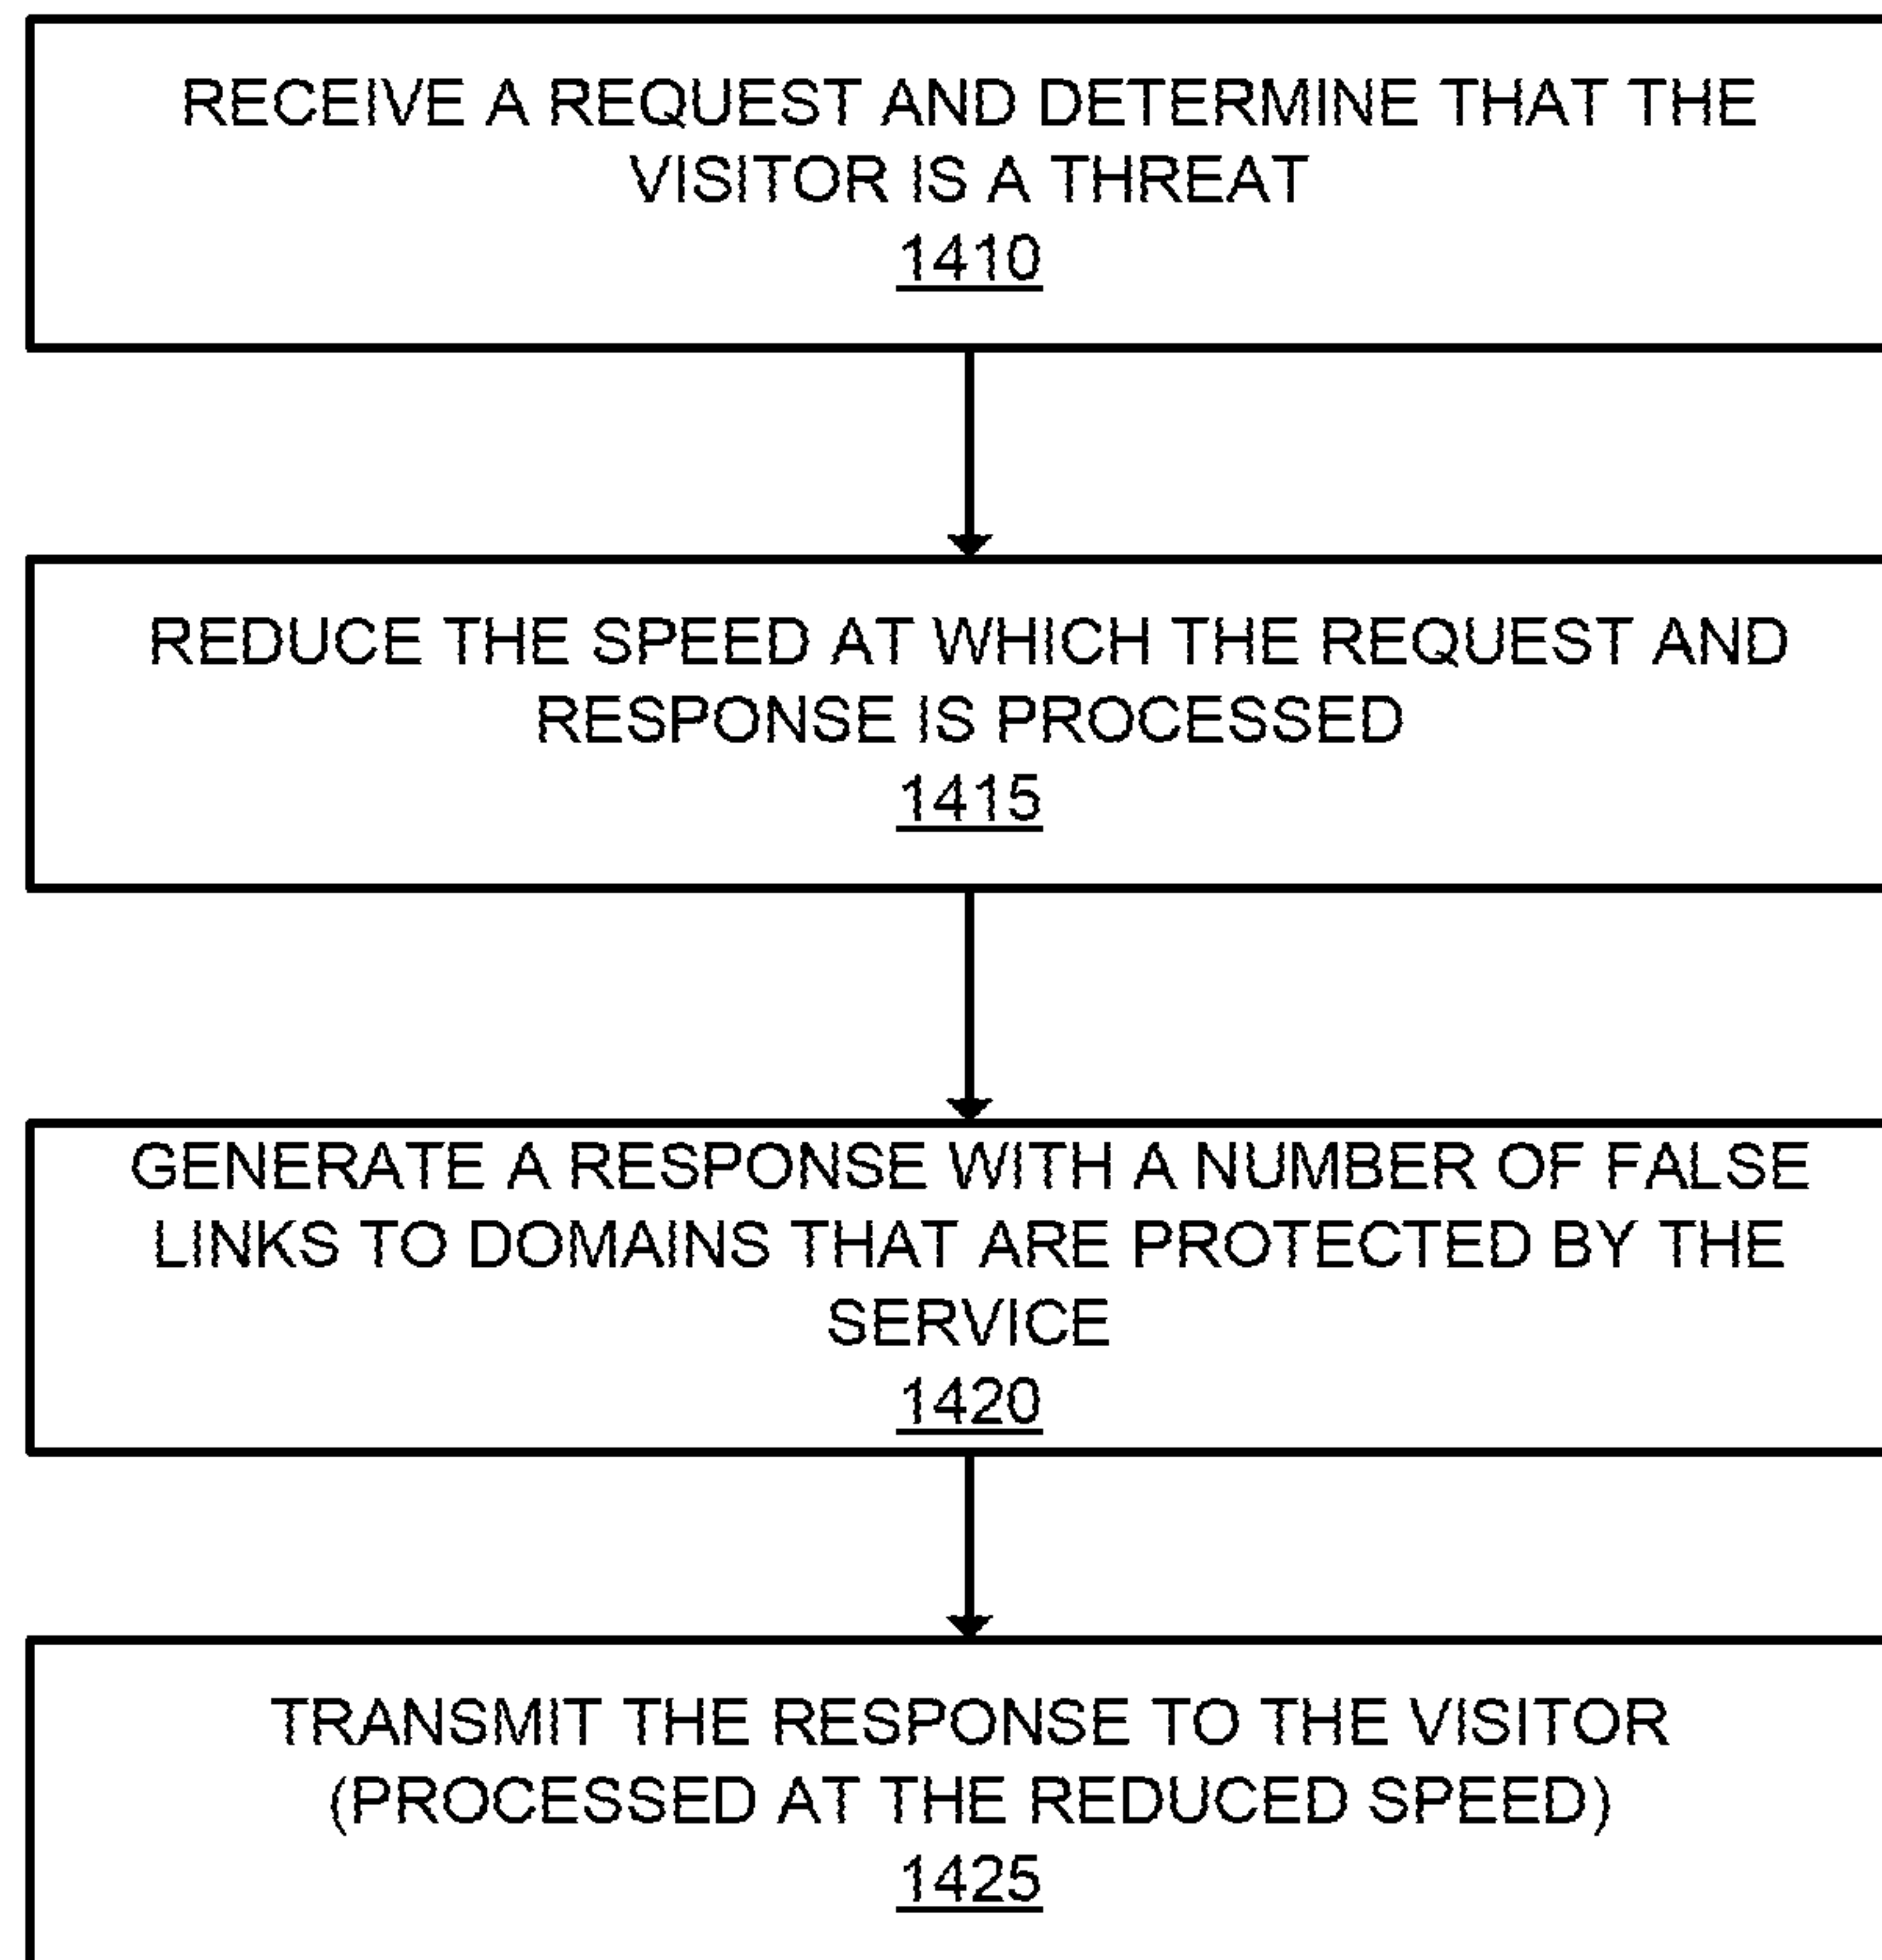 RECEIVE A REQUEST AND DETERMINE THAT THE
VISITOR IS A THREAT
1410
REDUCE THE SPEED AT WHICH THE REQUEST AND
RESPONSE IS PROCESSED
1415
GENERATE A RESPONSE WITH A NUMBER OF FALSE
LINKS TO DOMAINS THAT ARE PROTECTED BY THE
SERVICE
1420
TRANSMIT THE RESPONSE TO THE VISITOR
(PROCESSED AT THE REDUCED SPEED)
1425